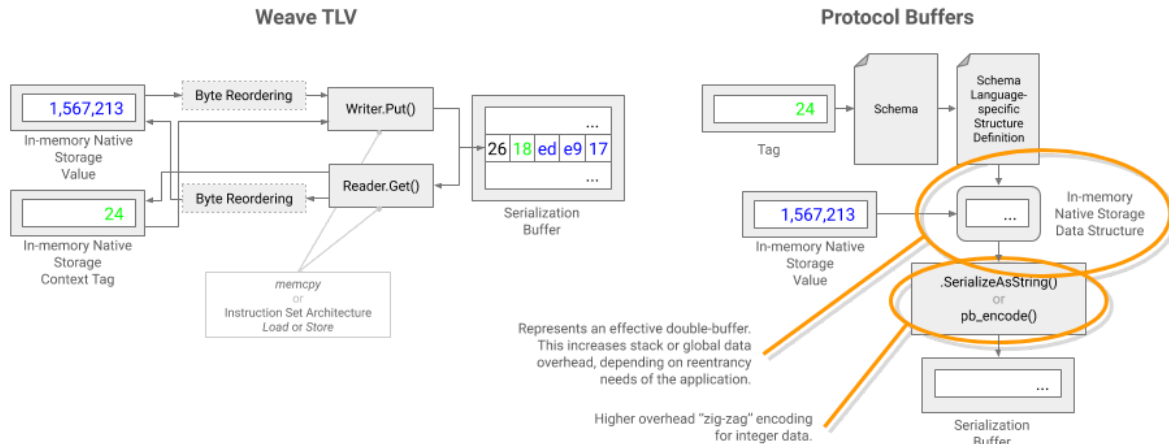 Weave TLV
1,567,213
In-memory Native
Storage
Value
24
In-memory Native
Storage
Context Tag
Byte Reordering
Byte Reordering
Writer.Put()
Reader.Get()
memcpy
or
Instruction Set Architecture
Load or Store
...
26 18 ed e9 17
...
Serialization
Buffer
Protocol Buffers
24
Tag
Schema
Schema
Language-
specific
Structure
Definition
1,567,213
In-memory Native
Storage
Value
...
In-memory
Native Storage
Data Structure
.SerializeAsString()
or
pb_encode()
Represents an effective double-buffer.
This increases stack or global data
overhead, depending on reentrancy
needs of the application.
Higher overhead “zig-zag” encoding
for integer data.
...
Serialization
Buffer